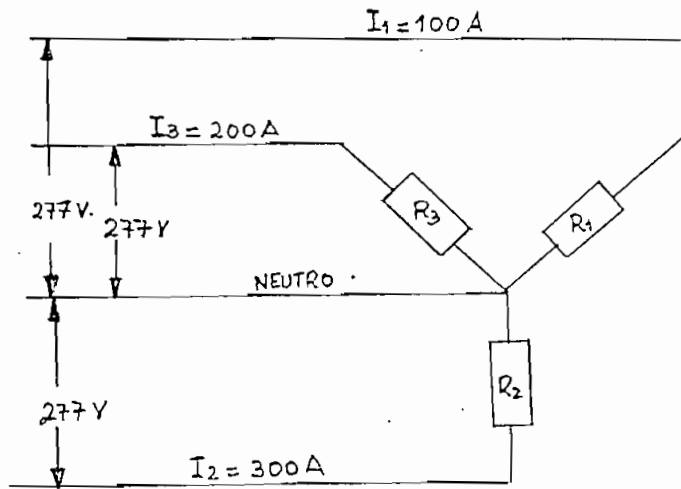 I1 = 100 A
I3 = 200 A
277 V.
277 V
R3
R1
NEUTRO
277 V
R2
I2 = 300 A